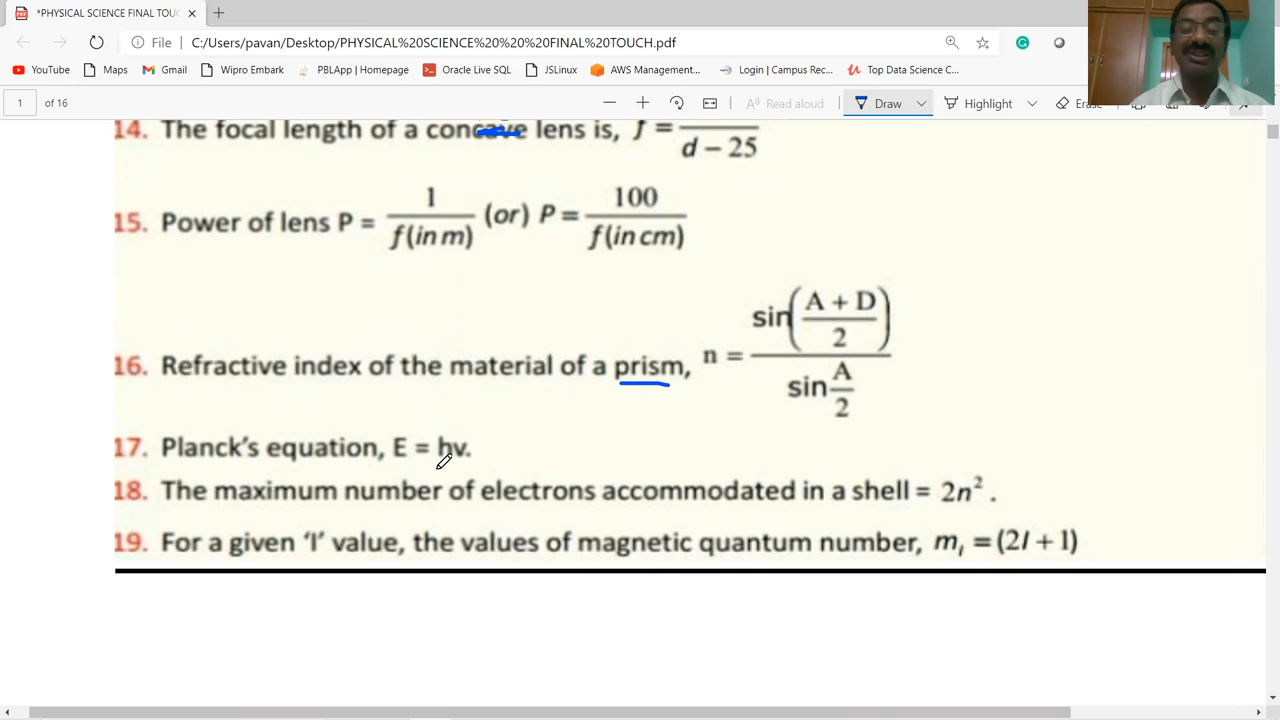 *PHYSICAL SCIENCE FINAL TOU
File C:/Users/pavan/Desktop/PHYSICAL%20SCIENCE%20%20%20FINAL%20TOUCH.pdf
YouTube Maps Gmail Wipro Embark PBLApp | Homepage Oracle Live SQL JSLinux AWS Management... Login | Campus Rec... Top Data Science C...
1 of 16 Read aloud Draw Highlight Erase
14. The focal length of a concave lens is, f = / d – 25
15. Power of lens P = 1 / f(in m) (or) P = 100 / f(in cm)
16. Refractive index of the material of a prism, n = sin((A + D) / 2) / sin A/2
17. Planck's equation, E = hν.
18. The maximum number of electrons accommodated in a shell = 2n².
19. For a given 'l' value, the values of magnetic quantum number, mₗ = (2l + 1)